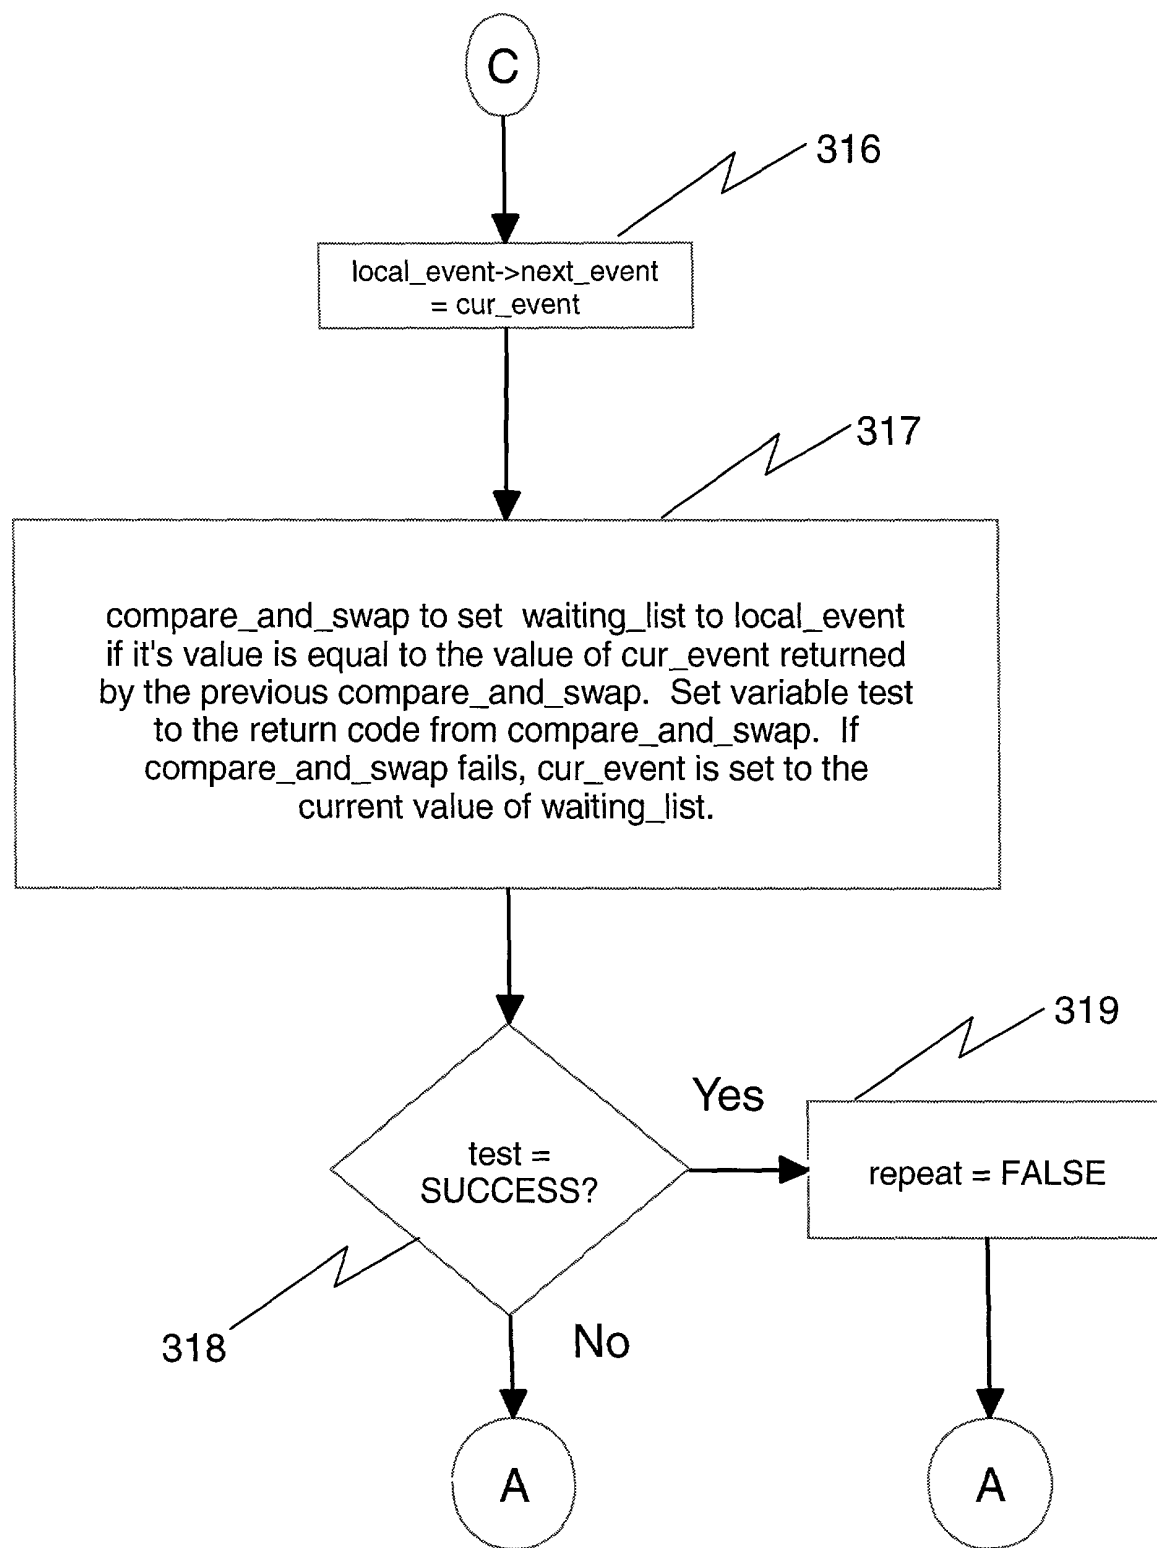 C
316
local_event->next_event
= cur_event
317
compare_and_swap to set waiting_list to local_event
if it's value is equal to the value of cur_event returned
by the previous compare_and_swap. Set variable test
to the return code from compare_and_swap. If
compare_and_swap fails, cur_event is set to the
current value of waiting_list.
319
Yes
test =
SUCCESS?
repeat = FALSE
318
No
A
A